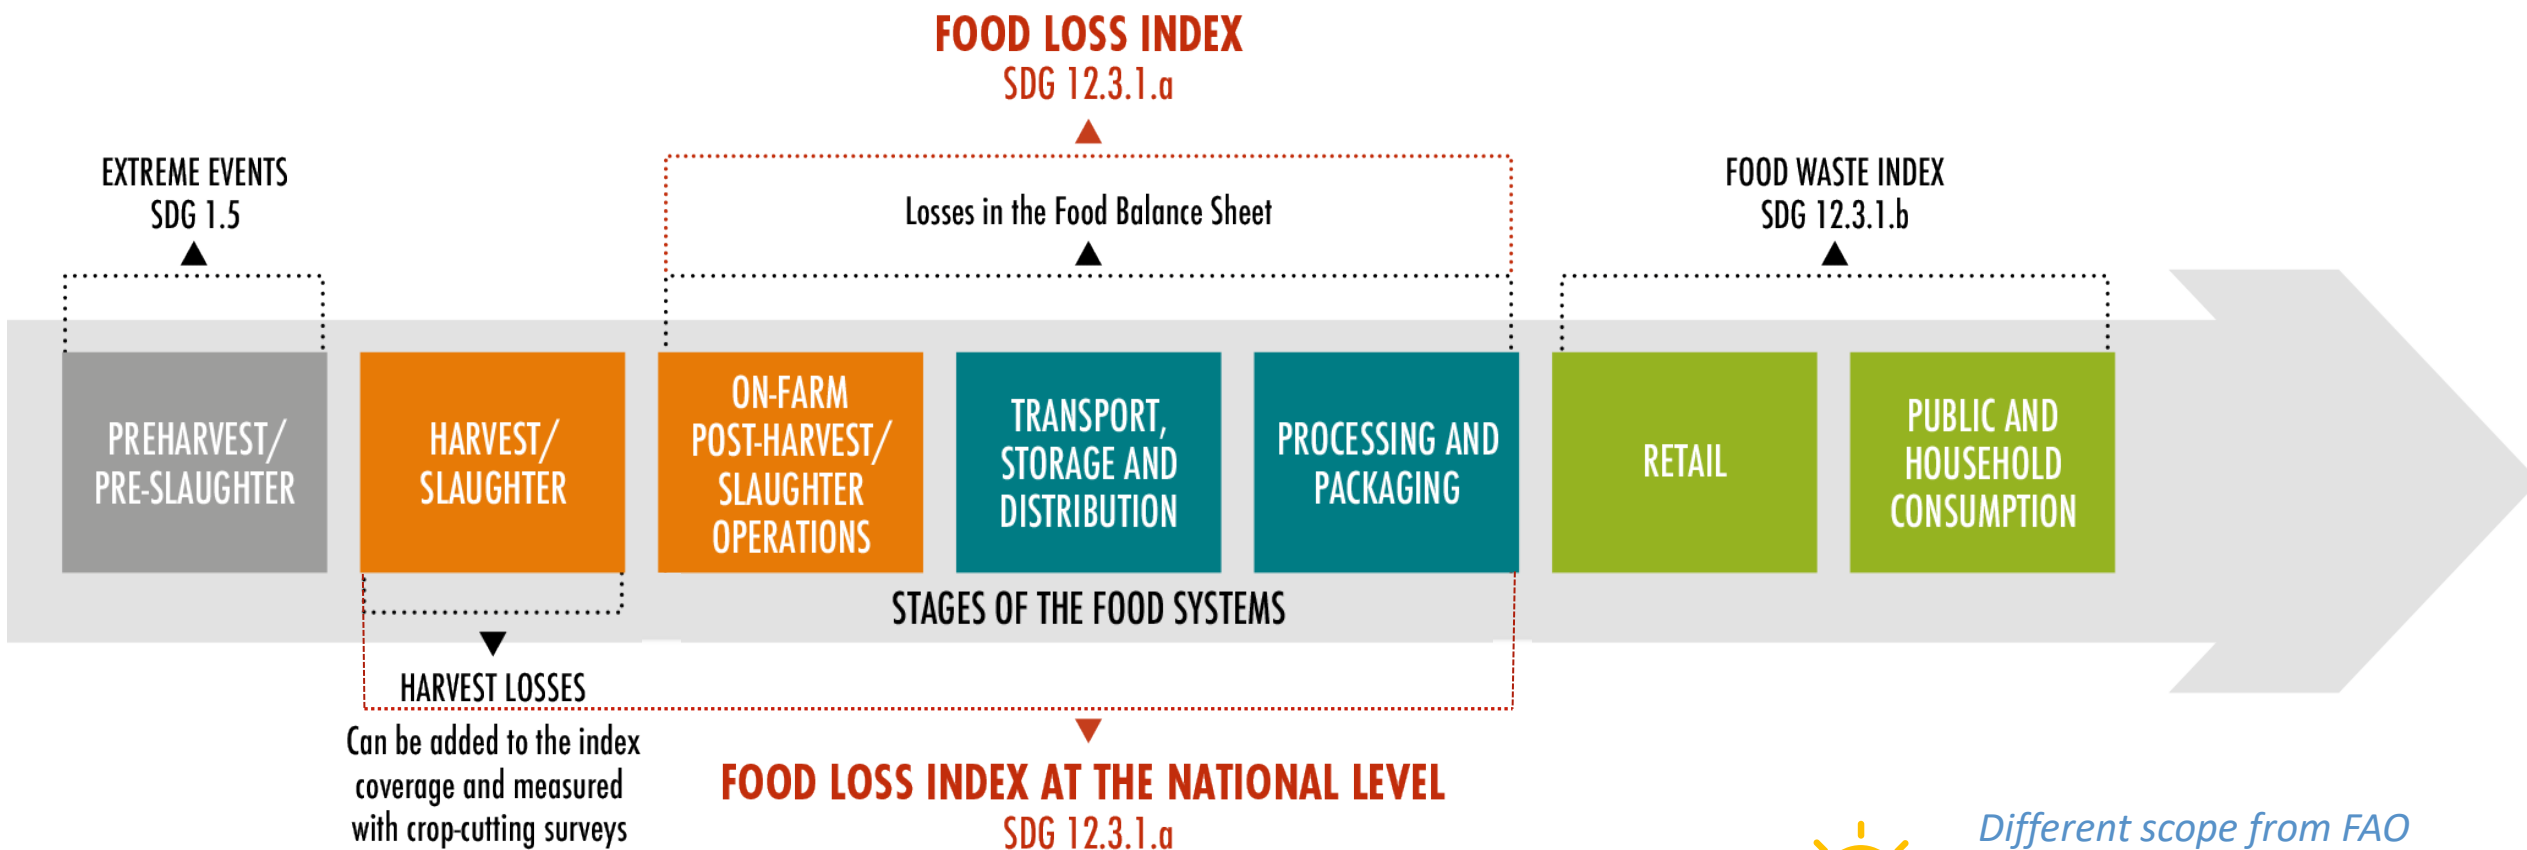 FOOD LOSS INDEX
SDG 12.3.1.a
EXTREME EVENTS
SDG 1.5
Losses in the Food Balance Sheet
FOOD WASTE INDEX
SDG 12.3.1.b
PREHARVEST/
PRE-SLAUGHTER
HARVEST/
SLAUGHTER
ON-FARM
POST-HARVEST/
SLAUGHTER
OPERATIONS
TRANSPORT,
STORAGE AND
DISTRIBUTION
PROCESSING AND
PACKAGING
RETAIL
PUBLIC AND
HOUSEHOLD
CONSUMPTION
STAGES OF THE FOOD SYSTEMS
HARVEST LOSSES
Can be added to the index
coverage and measured
with crop-cutting surveys
FOOD LOSS INDEX AT THE NATIONAL LEVEL
SDG 12.3.1.a
Different scope from FAO